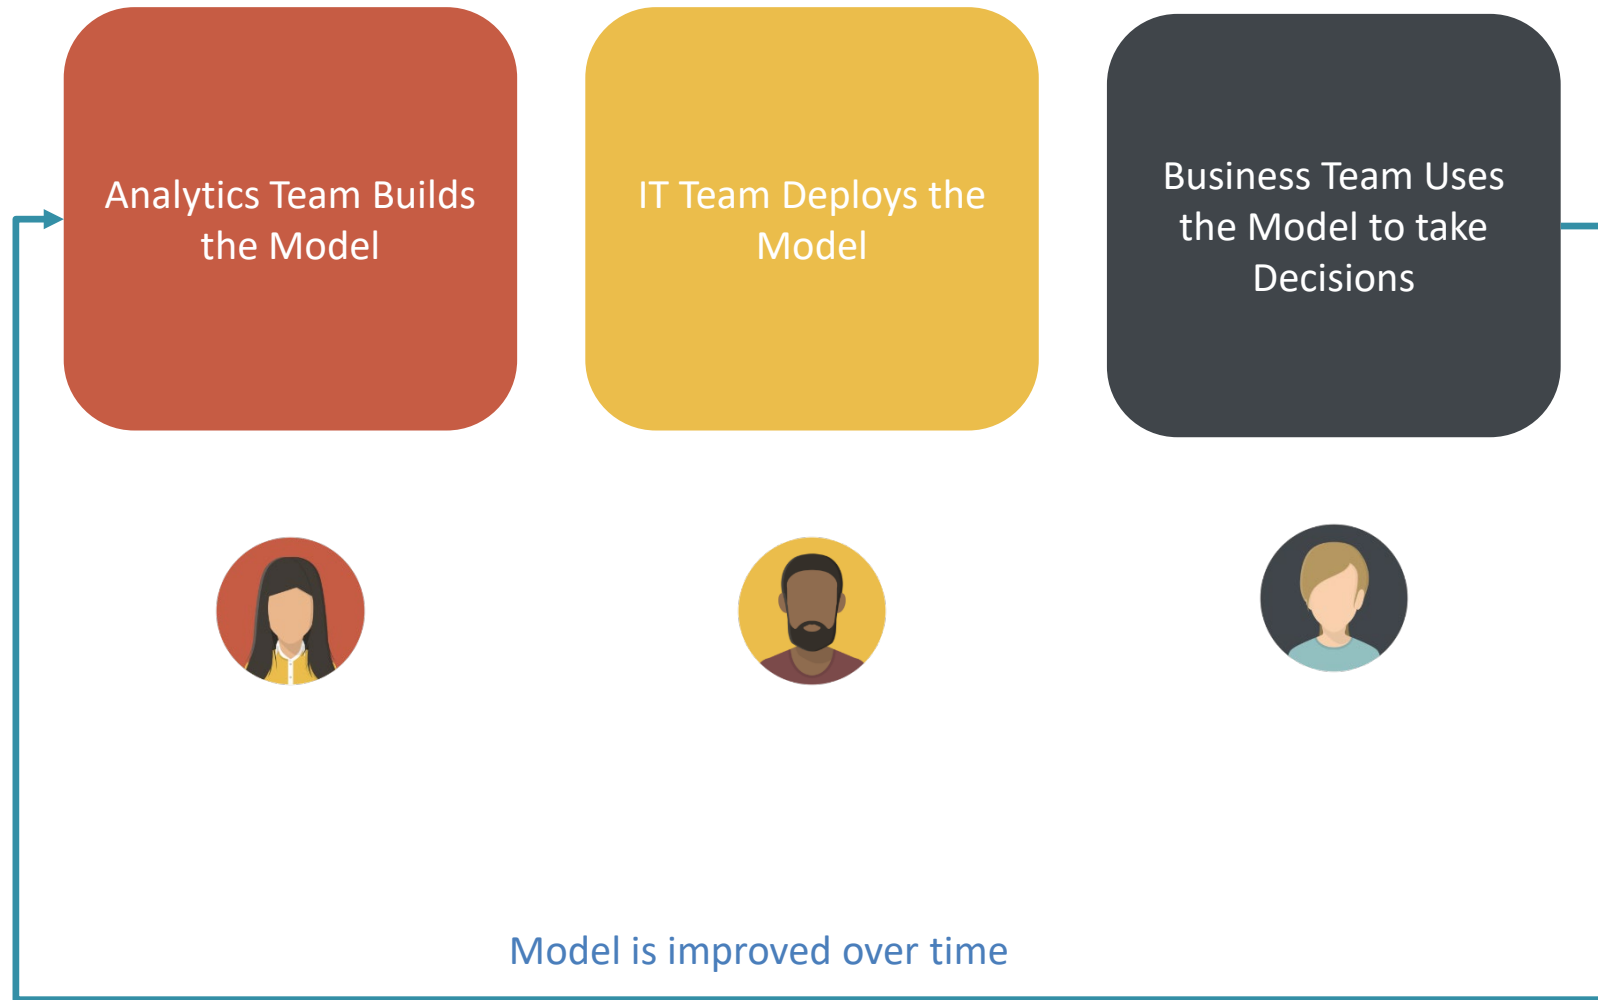 Analytics Team Builds
the Model
IT Team Deploys the
Model
Business Team Uses
the Model to take
Decisions
Model is improved over time